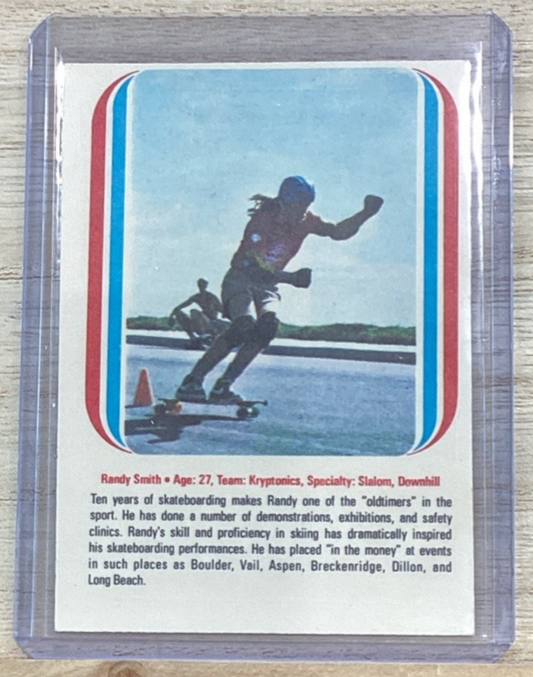 Randy Smith • Age: 27, Team: Kryptonics, Specialty: Slalom, Downhill
Ten years of skateboarding makes Randy one of the "oldtimers" in the
sport. He has done a number of demonstrations, exhibitions, and safety
clinics. Randy's skill and proficiency in skiing has dramatically inspired
his skateboarding performances. He has placed "in the money" at events
in such places as Boulder, Vail, Aspen, Breckenridge, Dillon, and
Long Beach.